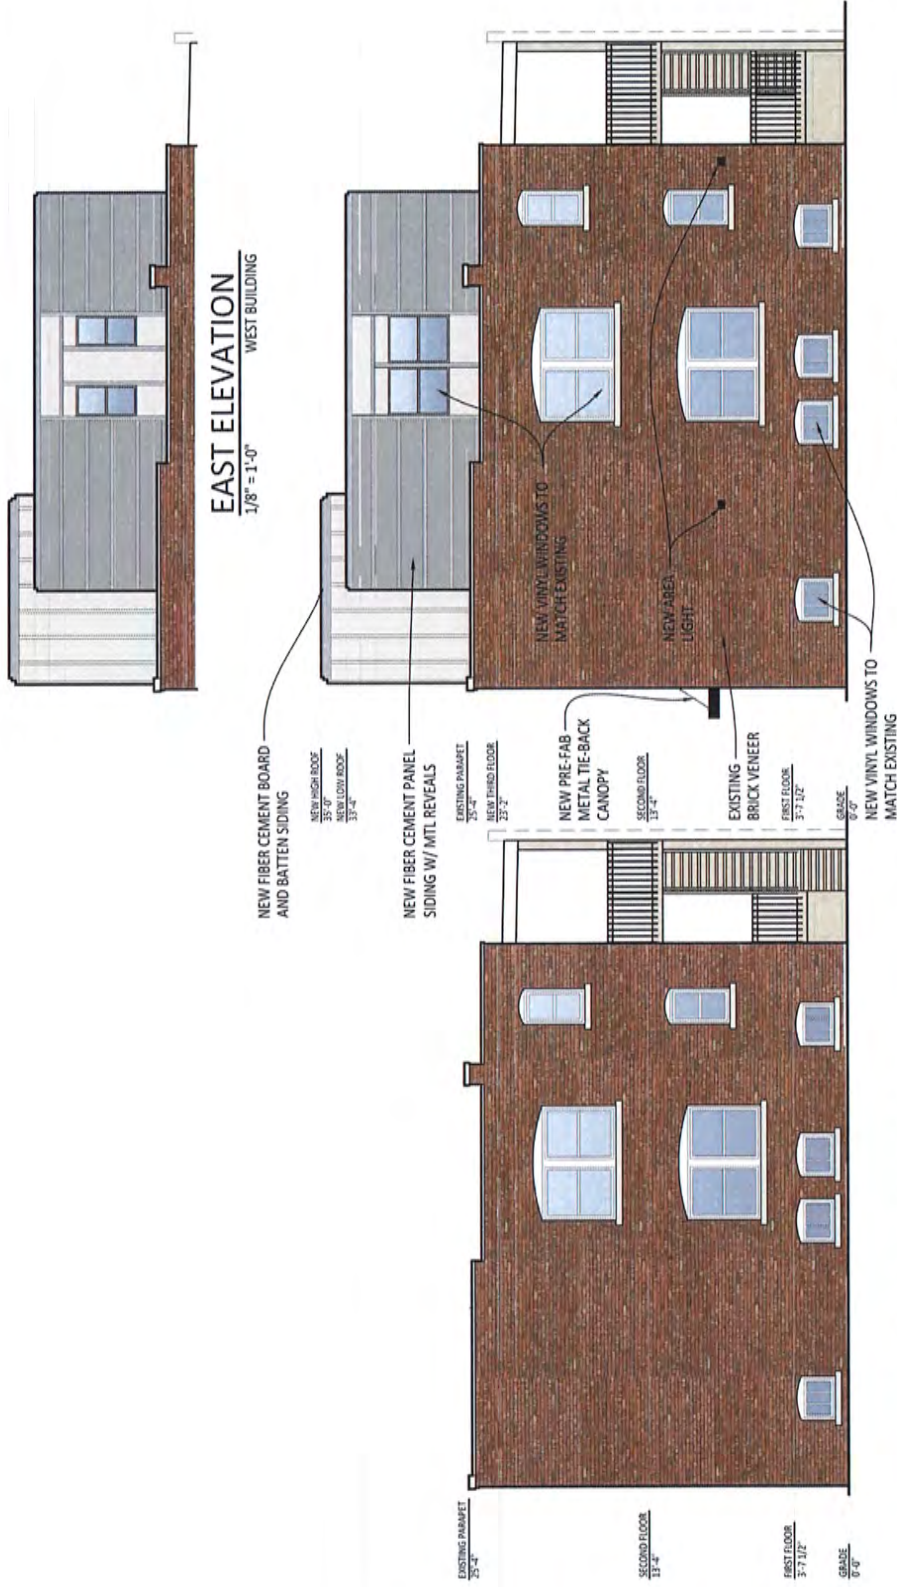 EAST ELEVATION
1/8" = 1'-0"
WEST BUILDING
NEW FIBER CEMENT BOARD
AND BATTEN SIDING
NEW HIGH ROOF
35'-0"
NEW LOW ROOF
33'-4"
NEW FIBER CEMENT PANEL
SIDING W/ MTL REVEALS
EXISTING PARAPET
25'-4"
NEW THIRD FLOOR
23'-2"
NEW VINYL WINDOWS TO
MATCH EXISTING
NEW PRE-FAB
METAL TIE-BACK
CANOPY
SECOND FLOOR
13'-4"
NEW AREA
LIGHT
EXISTING
BRICK VENEER
FIRST FLOOR
3'-7 1/2"
GRADE
0'-0"
NEW VINYL WINDOWS TO
MATCH EXISTING
EXISTING PARAPET
25'-4"
SECOND FLOOR
13'-4"
FIRST FLOOR
3'-7 1/2"
GRADE
0'-0"